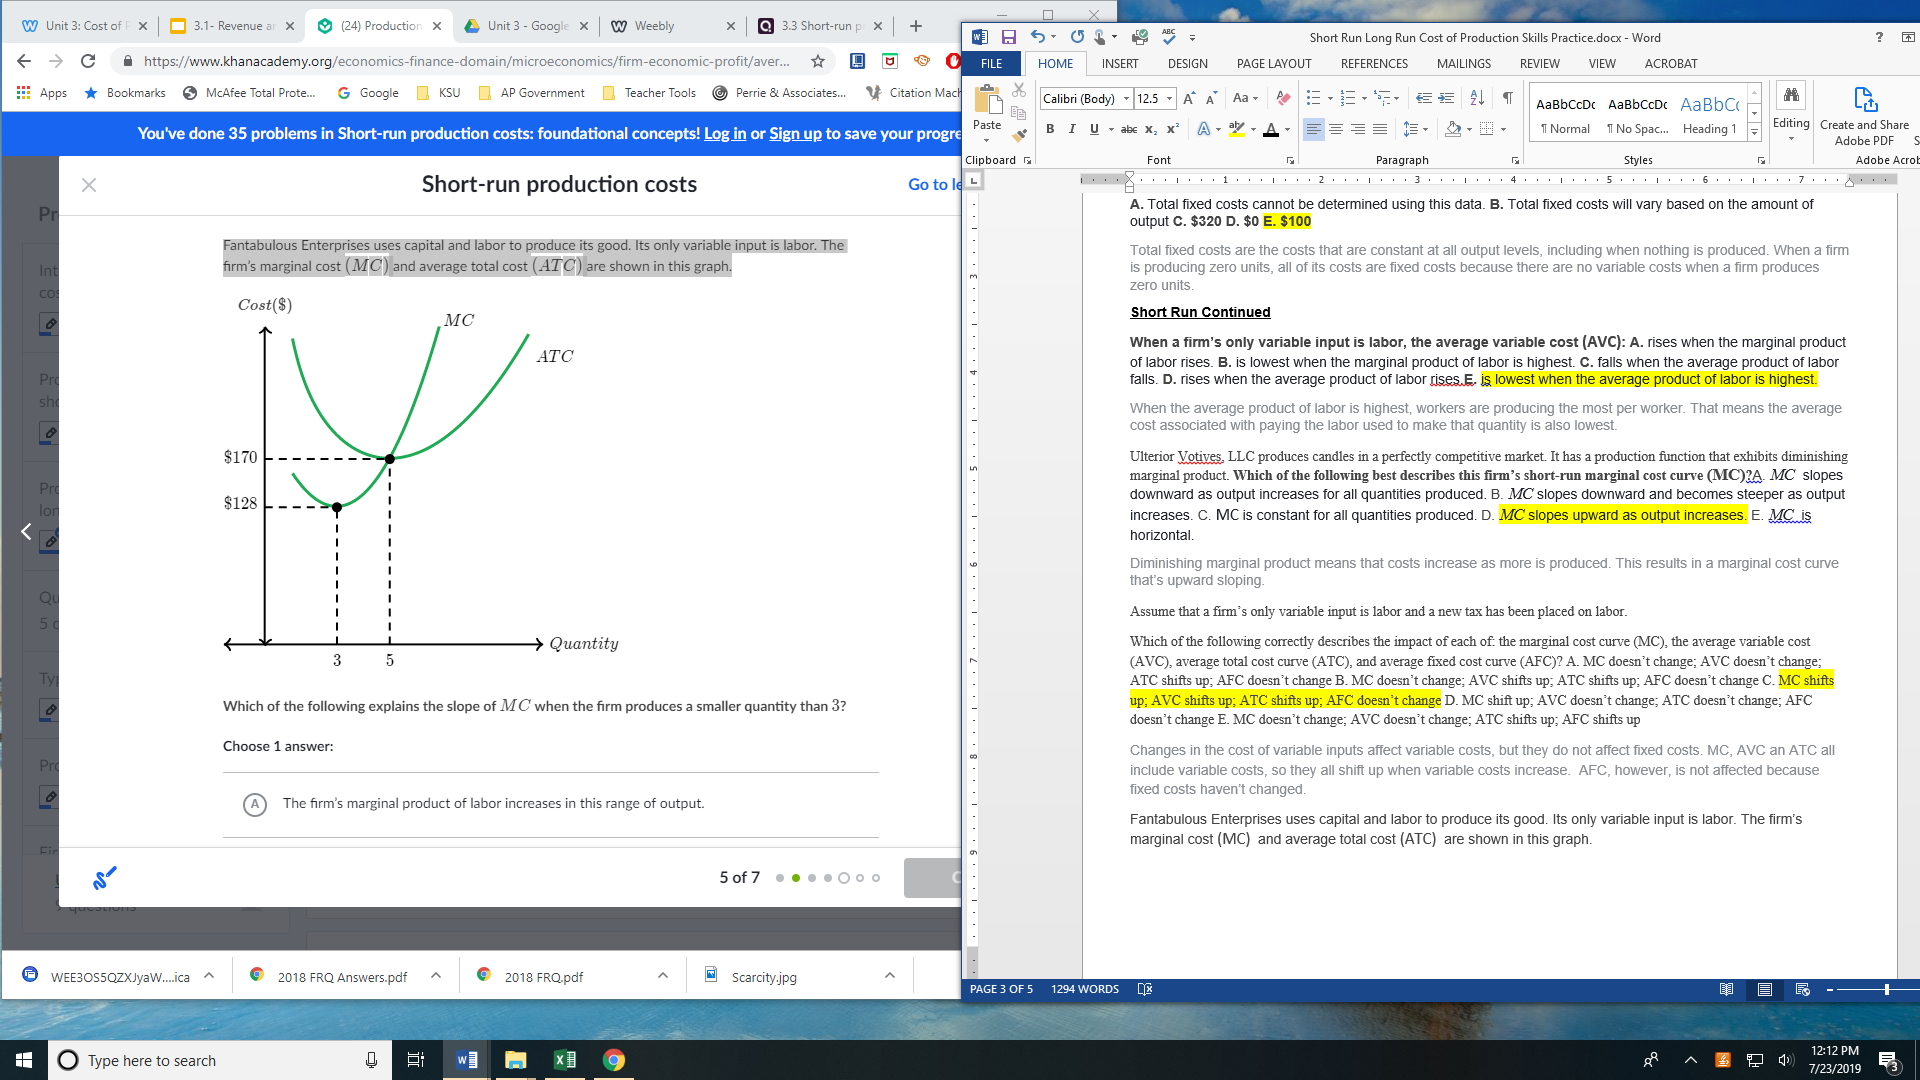 Unit 3: Cost of P
3.1- Revenue an
(24) Production
Unit 3 - Google
Weebly
3.3 Short-run p
https://www.khanacademy.org/economics-finance-domain/microeconomics/firm-economic-profit/aver...
Apps
Bookmarks
McAfee Total Prote...
Google
KSU
AP Government
Teacher Tools
Perrie & Associates...
Citation Mach
You've done 35 problems in Short-run production costs: foundational concepts! Log in or Sign up to save your progre
Short-run production costs
Go to le
Fantabulous Enterprises uses capital and labor to produce its good. Its only variable input is labor. The
firm's marginal cost (MC) and average total cost (ATC) are shown in this graph.
Cost($)
MC
ATC
$170
$128
Quantity
3
5
Which of the following explains the slope of MC when the firm produces a smaller quantity than 3?
Choose 1 answer:
A
The firm's marginal product of labor increases in this range of output.
5 of 7
C
WEE3OS5QZXJyaW....ica
2018 FRQ Answers.pdf
2018 FRQ.pdf
Scarcity.jpg
Short Run Long Run Cost of Production Skills Practice.docx - Word
FILE
HOME
INSERT
DESIGN
PAGE LAYOUT
REFERENCES
MAILINGS
REVIEW
VIEW
ACROBAT
Paste
Calibri (Body)
12.5
AaBbCcDc
AaBbCcDc
AaBbCc
¶ Normal
¶ No Spac...
Heading 1
Editing
Create and Share
Adobe PDF
Clipboard
Font
Paragraph
Styles
Adobe Acrob
A. Total fixed costs cannot be determined using this data. B. Total fixed costs will vary based on the amount of
output C. $320 D. $0 E. $100
Total fixed costs are the costs that are constant at all output levels, including when nothing is produced. When a firm
is producing zero units, all of its costs are fixed costs because there are no variable costs when a firm produces
zero units.
Short Run Continued
When a firm's only variable input is labor, the average variable cost (AVC): A. rises when the marginal product
of labor rises. B. is lowest when the marginal product of labor is highest. C. falls when the average product of labor
falls. D. rises when the average product of labor rises.E. is lowest when the average product of labor is highest.
When the average product of labor is highest, workers are producing the most per worker. That means the average
cost associated with paying the labor used to make that quantity is also lowest.
Ulterior Votives, LLC produces candles in a perfectly competitive market. It has a production function that exhibits diminishing
marginal product. Which of the following best describes this firm's short-run marginal cost curve (MC)?A. MC slopes
downward as output increases for all quantities produced. B. MC slopes downward and becomes steeper as output
increases. C. MC is constant for all quantities produced. D. MC slopes upward as output increases. E. MC is
horizontal.
Diminishing marginal product means that costs increase as more is produced. This results in a marginal cost curve
that's upward sloping.
Assume that a firm's only variable input is labor and a new tax has been placed on labor.
Which of the following correctly describes the impact of each of: the marginal cost curve (MC), the average variable cost
(AVC), average total cost curve (ATC), and average fixed cost curve (AFC)? A. MC doesn't change; AVC doesn't change;
ATC shifts up; AFC doesn't change B. MC doesn't change; AVC shifts up; ATC shifts up; AFC doesn't change C. MC shifts
up; AVC shifts up; ATC shifts up; AFC doesn't change D. MC shift up; AVC doesn't change; ATC doesn't change; AFC
doesn't change E. MC doesn't change; AVC doesn't change; ATC shifts up; AFC shifts up
Changes in the cost of variable inputs affect variable costs, but they do not affect fixed costs. MC, AVC an ATC all
include variable costs, so they all shift up when variable costs increase. AFC, however, is not affected because
fixed costs haven't changed.
Fantabulous Enterprises uses capital and labor to produce its good. Its only variable input is labor. The firm's
marginal cost (MC) and average total cost (ATC) are shown in this graph.
PAGE 3 OF 5
1294 WORDS
Type here to search
12:12 PM
7/23/2019
3